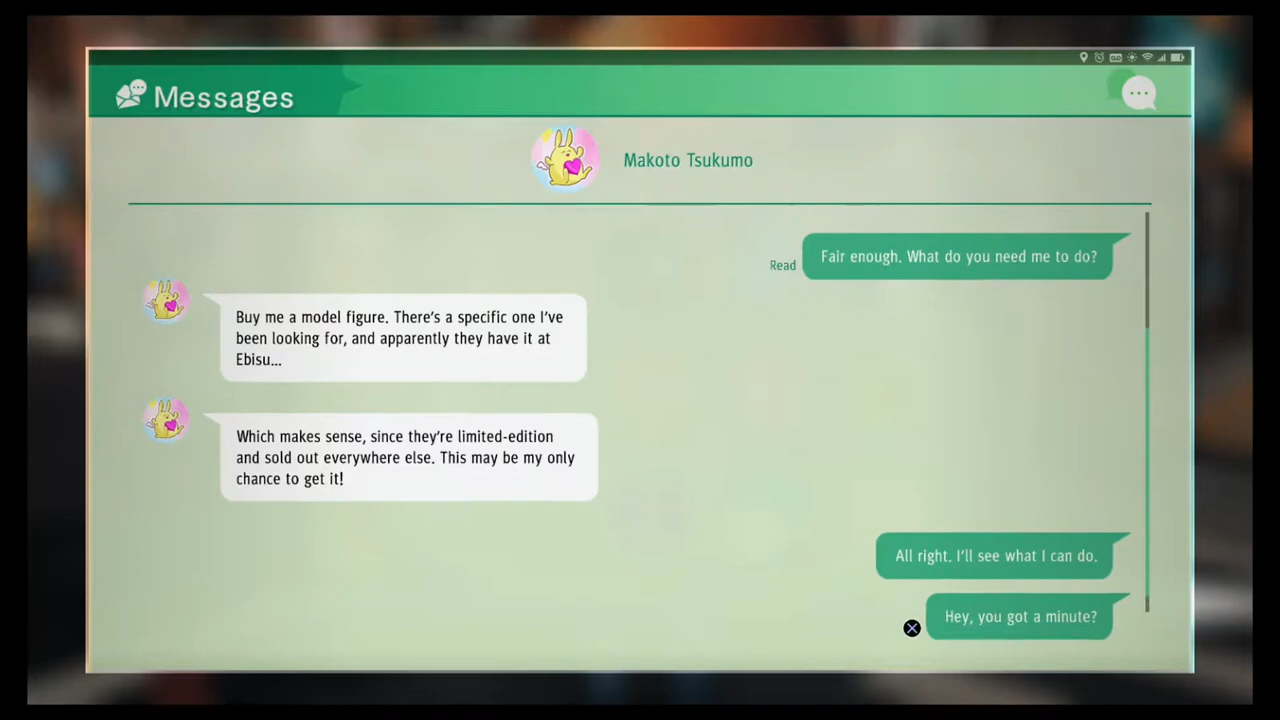 Messages
Makoto Tsukumo
Fair enough. What do you need me to do?
Read
Buy me a model figure. There's a specific one I've
been looking for, and apparently they have it at
Ebisu...
Which makes sense, since they're limited-edition
and sold out everywhere else. This may be my only
chance to get it!
All right. I'll see what I can do.
Hey, you got a minute?